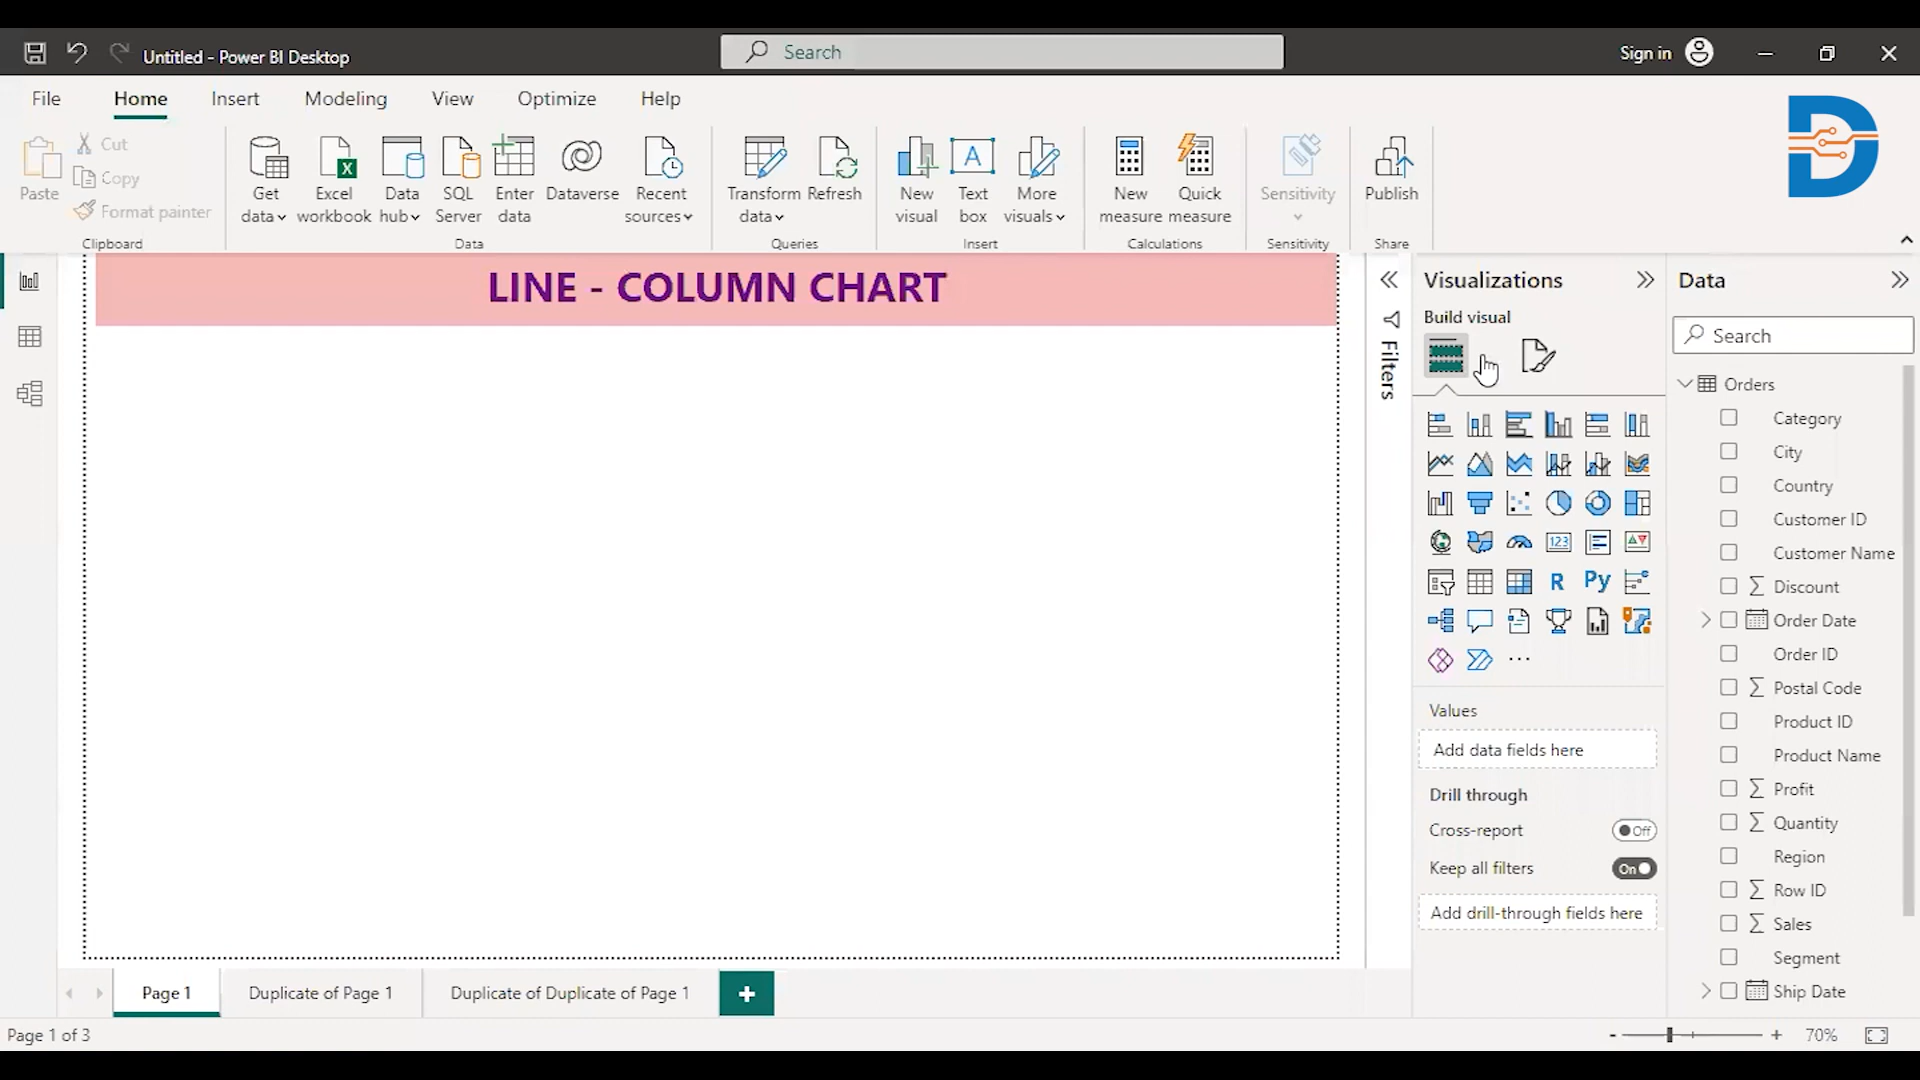 Untitled - Power BI Desktop
Search
Sign in
File
Home
Insert
Modeling
View
Optimize
Help
Paste
Cut
Copy
Format painter
Clipboard
Get data
Excel workbook
Data hub
SQL Server
Enter data
Dataverse
Recent sources
Data
Transform data
Refresh
Queries
New visual
Text box
More visuals
Insert
New measure
Quick measure
Calculations
Sensitivity
Sensitivity
Publish
Share
LINE - COLUMN CHART
Filters
Visualizations
Build visual
123
R
Py
Values
Add data fields here
Drill through
Cross-report
Off
Keep all filters
On
Add drill-through fields here
Data
Search
Orders
Category
City
Country
Customer ID
Customer Name
Discount
Order Date
Order ID
Postal Code
Product ID
Product Name
Profit
Quantity
Region
Row ID
Sales
Segment
Ship Date
Page 1
Duplicate of Page 1
Duplicate of Duplicate of Page 1
Page 1 of 3
70%